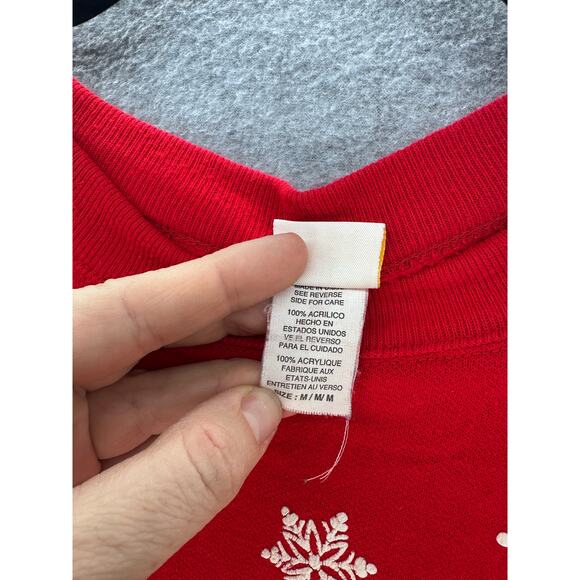 MADE IN U.S.A.
SEE REVERSE
SIDE FOR CARE
100% ACRILICO
HECHO EN
ESTADOS UNIDOS
VE EL REVERSO
PARA EL CUIDADO
100% ACRYLIQUE
FABRIQUE AUX
ETATS-UNIS
ENTRETIEN AU VERSO
SIZE : M / M / M